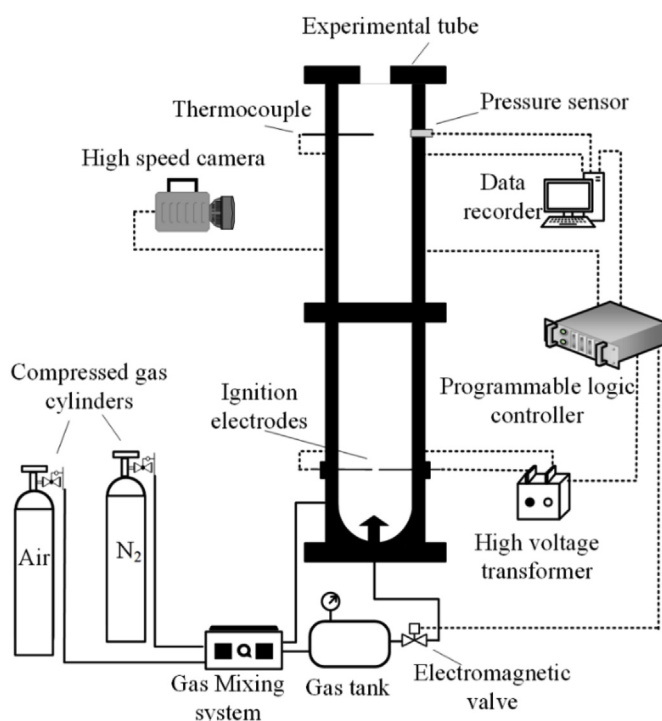 Experimental tube
Thermocouple
Pressure sensor
High speed camera
Data
recorder
Compressed gas
cylinders
Ignition
electrodes
Programmable logic
controller
Air
N₂
High voltage
transformer
Gas Mixing
system
Gas tank
Electromagnetic
valve